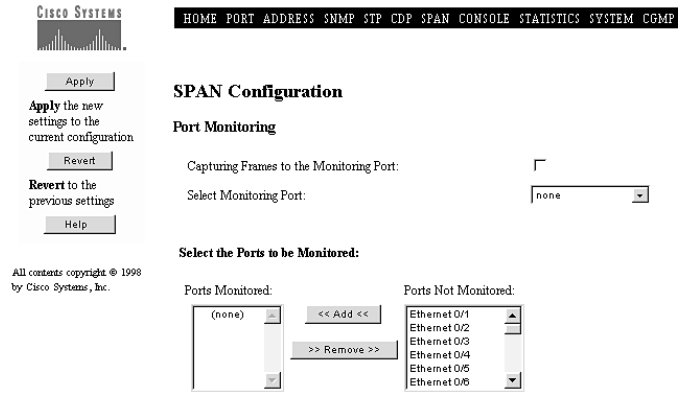 CISCO SYSTEMS
HOME PORT ADDRESS SNMP STP CDP SPAN CONSOLE STATISTICS SYSTEM CGMP
Apply
Apply the new
settings to the
current configuration
Revert
Revert to the
previous settings
Help
All contents copyright © 1998
by Cisco Systems, Inc.
SPAN Configuration
Port Monitoring
Capturing Frames to the Monitoring Port:
Select Monitoring Port:
none
Select the Ports to be Monitored:
Ports Monitored:
(none)
<< Add <<
>> Remove >>
Ports Not Monitored:
Ethernet 0/1
Ethernet 0/2
Ethernet 0/3
Ethernet 0/4
Ethernet 0/5
Ethernet 0/6